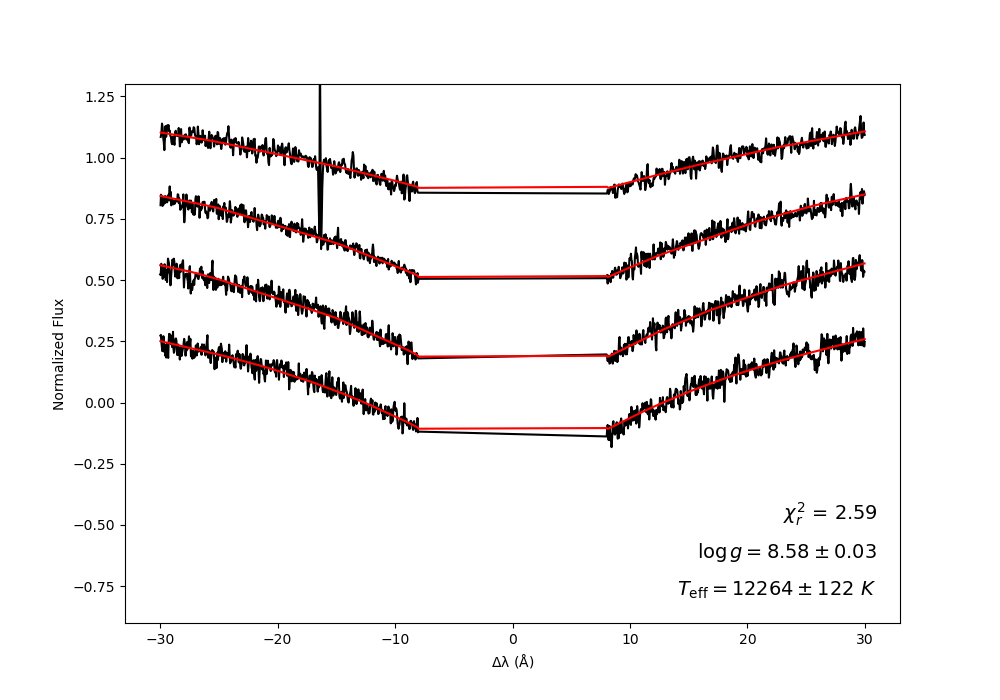 1.25
1.00
0.75
0.50
0.25
0.00
−0.25
−0.50
−0.75
Normalized Flux
χ²ᵣ = 2.59
log g = 8.58 ± 0.03
T_eff = 12264 ± 122 K
−30 −20 −10 0 10 20 30
Δλ (Å)